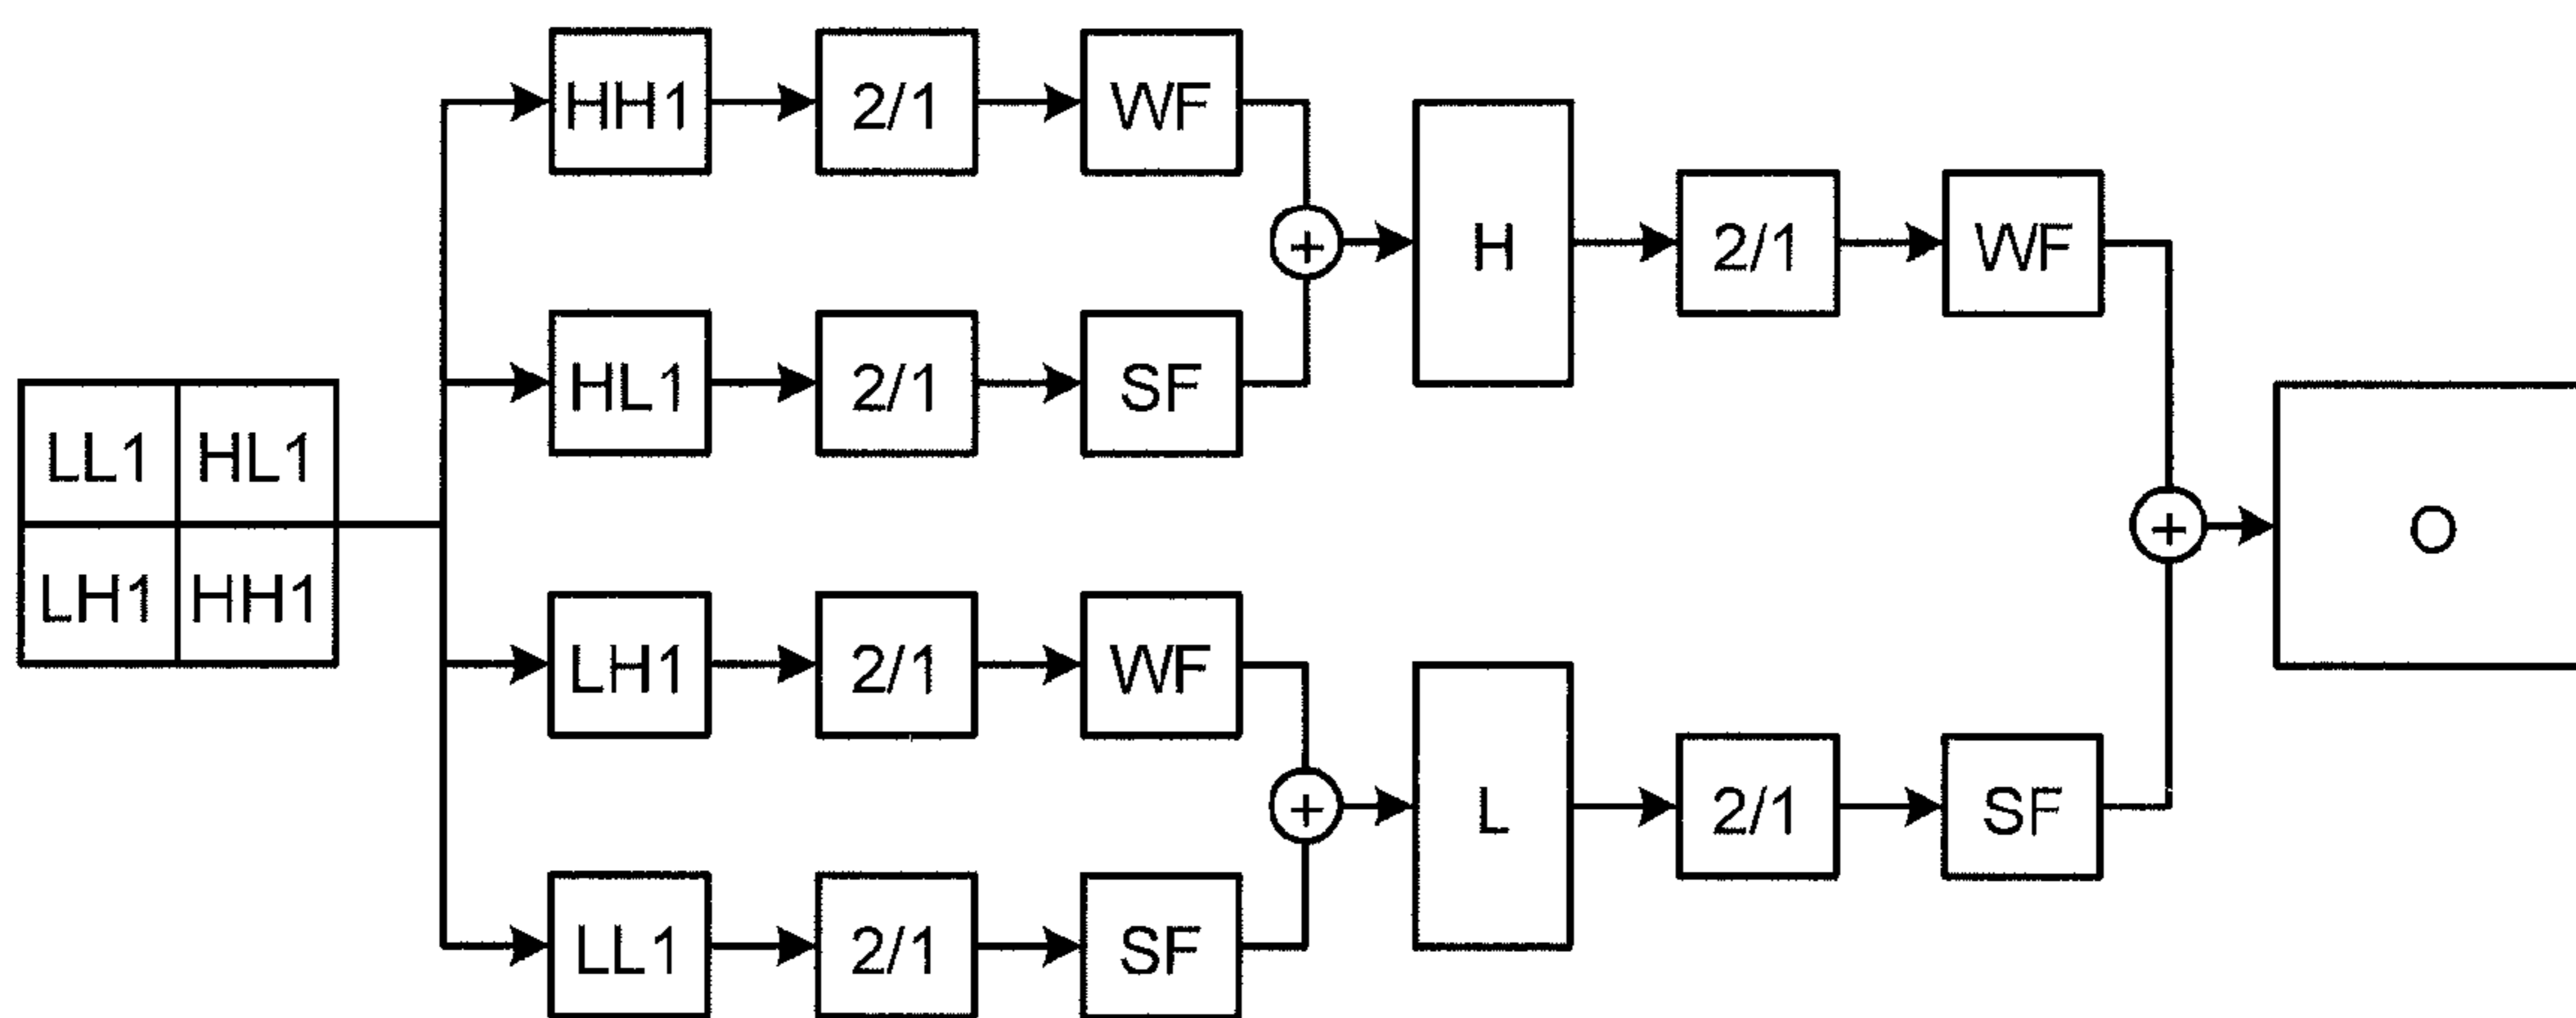 HH1 2/1 WF
+ H 2/1 WF
HL1 2/1 SF
LL1 HL1
LH1 HH1
+ O
LH1 2/1 WF
+ L 2/1 SF
LL1 2/1 SF